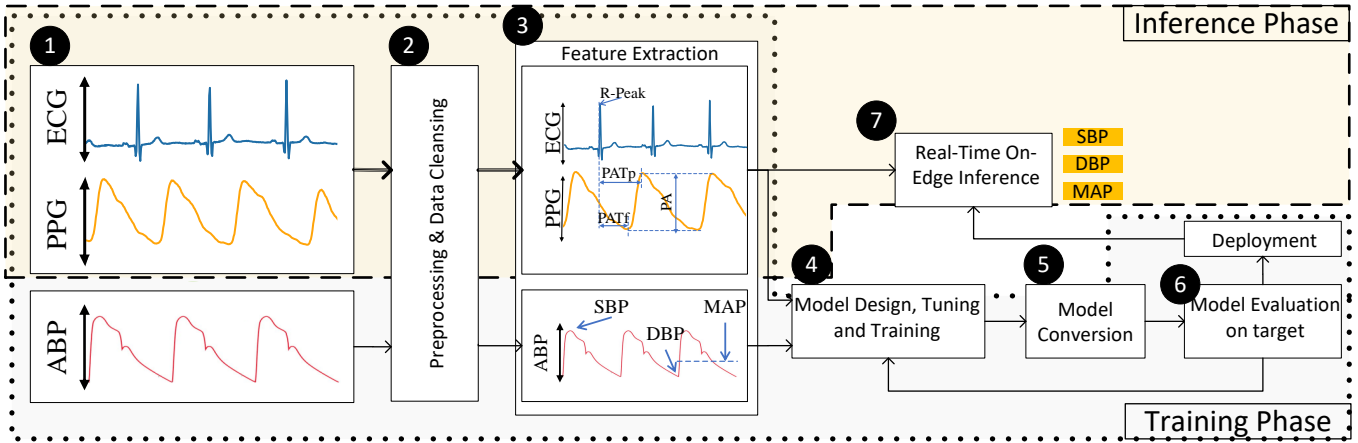 Inference Phase
1
ECG
PPG
ABP
2
Preprocessing & Data Cleansing
3
Feature Extraction
R-Peak
ECG
PATp
PPG
PA
PATf
SBP
MAP
DBP
ABP
7
Real-Time On-
Edge Inference
SBP
DBP
MAP
Deployment
4
Model Design, Tuning
and Training
5
Model
Conversion
6
Model Evaluation
on target
Training Phase